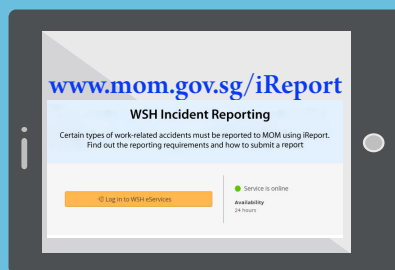 www.mom.gov.sg/iReport
WSH Incident Reporting
Certain types of work-related accidents must be reported to MOM using iReport.
Find out the reporting requirements and how to submit a report
Log in to WSH eServices
Service is online
Availability
24 hours